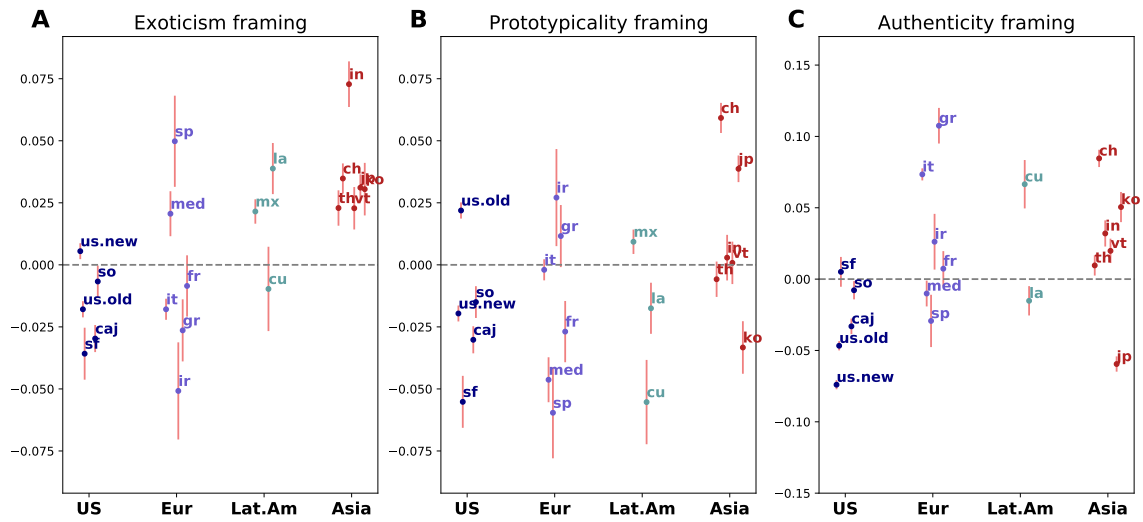 A Exoticism framing
0.075
0.050
0.025
0.000
−0.025
−0.050
−0.075
us.new
so
us.old
caj
sf
sp
med
fr
it
gr
ir
la
mx
cu
in
ch
jp
ko
th
vt
US Eur Lat.Am Asia
B Prototypicality framing
0.075
0.050
0.025
0.000
−0.025
−0.050
−0.075
us.old
so
us.new
caj
sf
ir
gr
it
fr
med
sp
mx
la
cu
ch
jp
in
vt
th
ko
US Eur Lat.Am Asia
C Authenticity framing
0.15
0.10
0.05
0.00
−0.05
−0.10
−0.15
sf
so
caj
us.old
us.new
gr
it
ir
fr
med
sp
cu
la
ch
ko
in
vt
th
jp
US Eur Lat.Am Asia